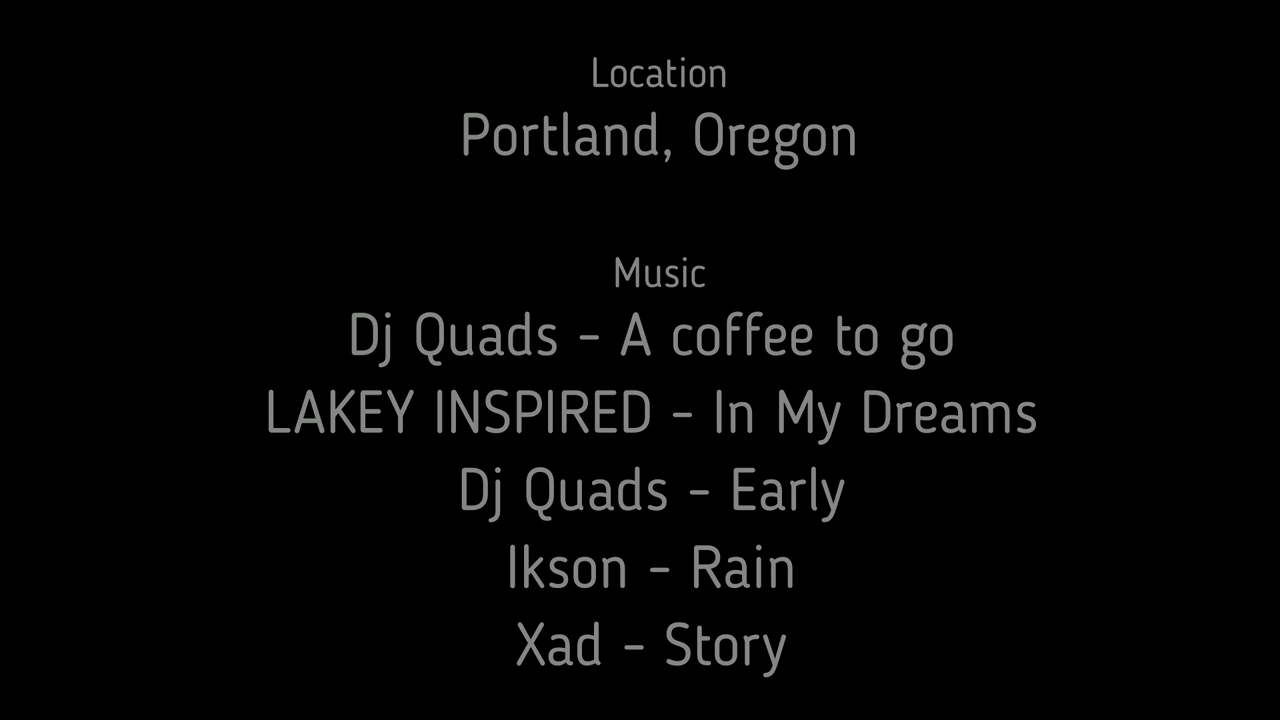 Location
Portland, Oregon
Music
Dj Quads - A coffee to go
LAKEY INSPIRED - In My Dreams
Dj Quads - Early
Ikson - Rain
Xad - Story